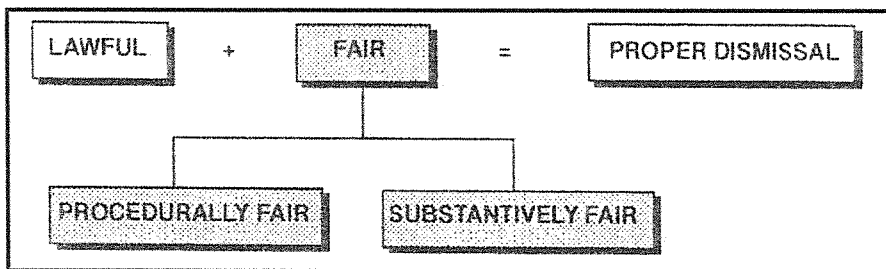 LAWFUL + FAIR = PROPER DISMISSAL
PROCEDURALLY FAIR SUBSTANTIVELY FAIR